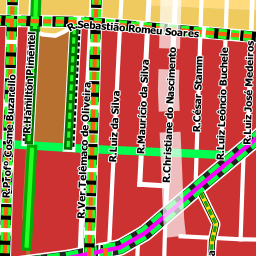 R.Sebastião Romeu Soares
R.Prof.Cosme Buzarello
R.Hamilton Pimentel
R.Ver.Telêmaco de Oliveira
R.Luiz da Silva
R.Maurício da Silva
R.Christiane do Nascimento
R.César Stamm
R.Luiz Leôncio Buchele
R.Luiz José Medeiros